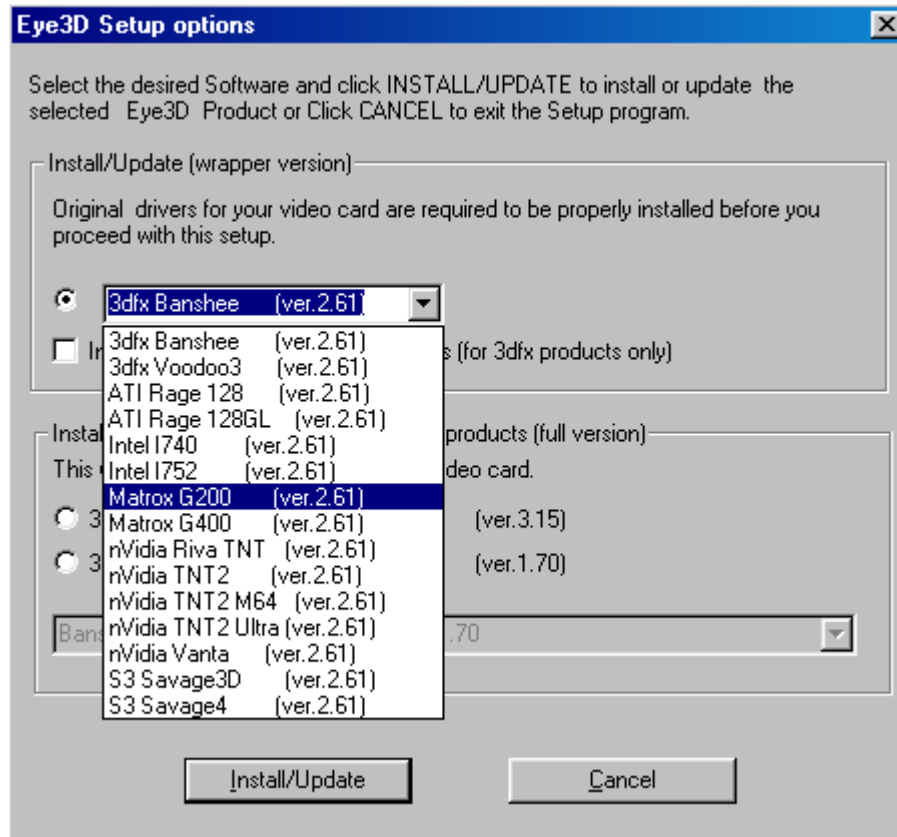 Eye3D Setup options
Select the desired Software and click INSTALL/UPDATE to install or update the
selected Eye3D Product or Click CANCEL to exit the Setup program.
Install/Update (wrapper version)
Original drivers for your video card are required to be properly installed before you
proceed with this setup.
3dfx Banshee (ver.2.61)
3dfx Banshee (ver.2.61)
(for 3dfx products only)
3dfx Voodoo3 (ver.2.61)
ATI Rage 128 (ver.2.61)
ATI Rage 128GL (ver.2.61)
products (full version)
Intel I740 (ver.2.61)
This
Intel I752 (ver.2.61)
video card.
Matrox G200 (ver.2.61)
Matrox G400 (ver.2.61)
(ver.3.15)
nVidia Riva TNT (ver.2.61)
nVidia TNT2 (ver.2.61)
(ver.1.70)
nVidia TNT2 M64 (ver.2.61)
nVidia TNT2 Ultra (ver.2.61)
.70
nVidia Vanta (ver.2.61)
S3 Savage3D (ver.2.61)
S3 Savage4 (ver.2.61)
Install/Update
Cancel